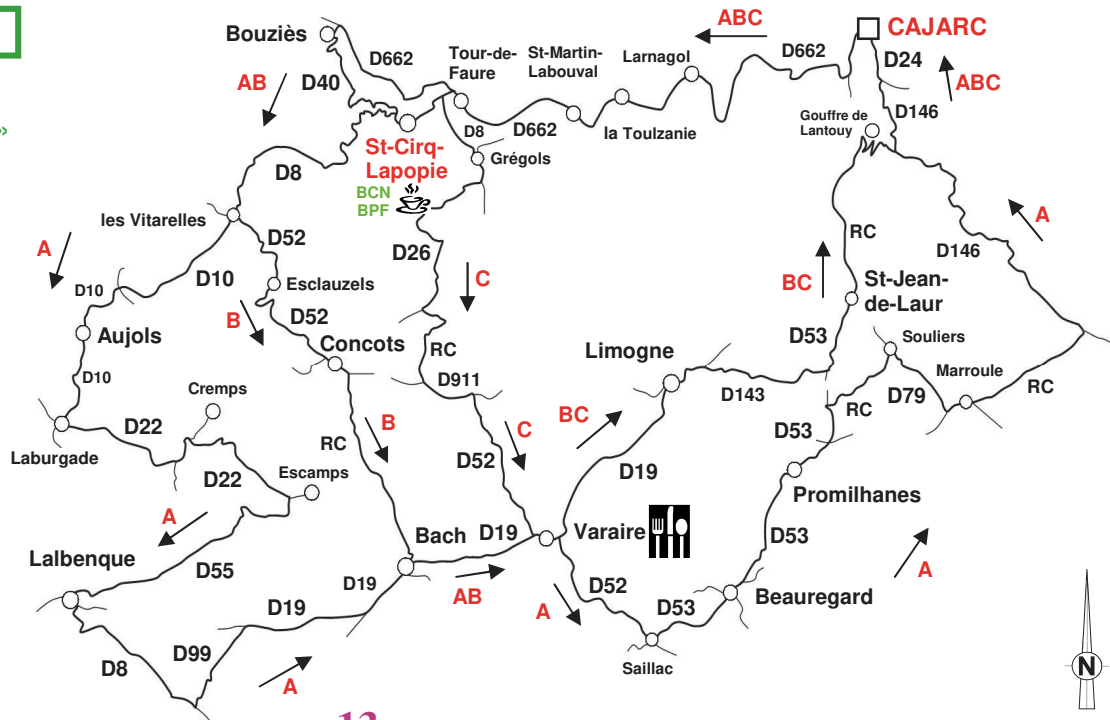 »
ABC
CAJARC
D662
D24
ABC
D146
Gouffre de
Lantouy
Larnagol
St-Martin-
Labouval
Tour-de-
Faure
la Toulzanie
D662
D8
Grégols
Bouziès
D662
D40
AB
St-Cirq-
Lapopie
BCN
BPF
D8
les Vitarelles
A
D52
D10
D10
Esclauzels
B
D52
Aujols
Concots
D10
Cremps
Laburgade
D22
D22
Escamps
A
Lalbenque
D55
D8
D99
A
D19
D19
RC
B
Bach
D19
AB
D26
C
RC
D911
C
D52
Varaire
A
D52
D53
Saillac
Beauregard
A
D53
Promilhanes
D53
RC
D79
Souliers
Marroule
RC
D146
A
BC
D19
Limogne
D143
D53
St-Jean-
de-Laur
BC
RC
N